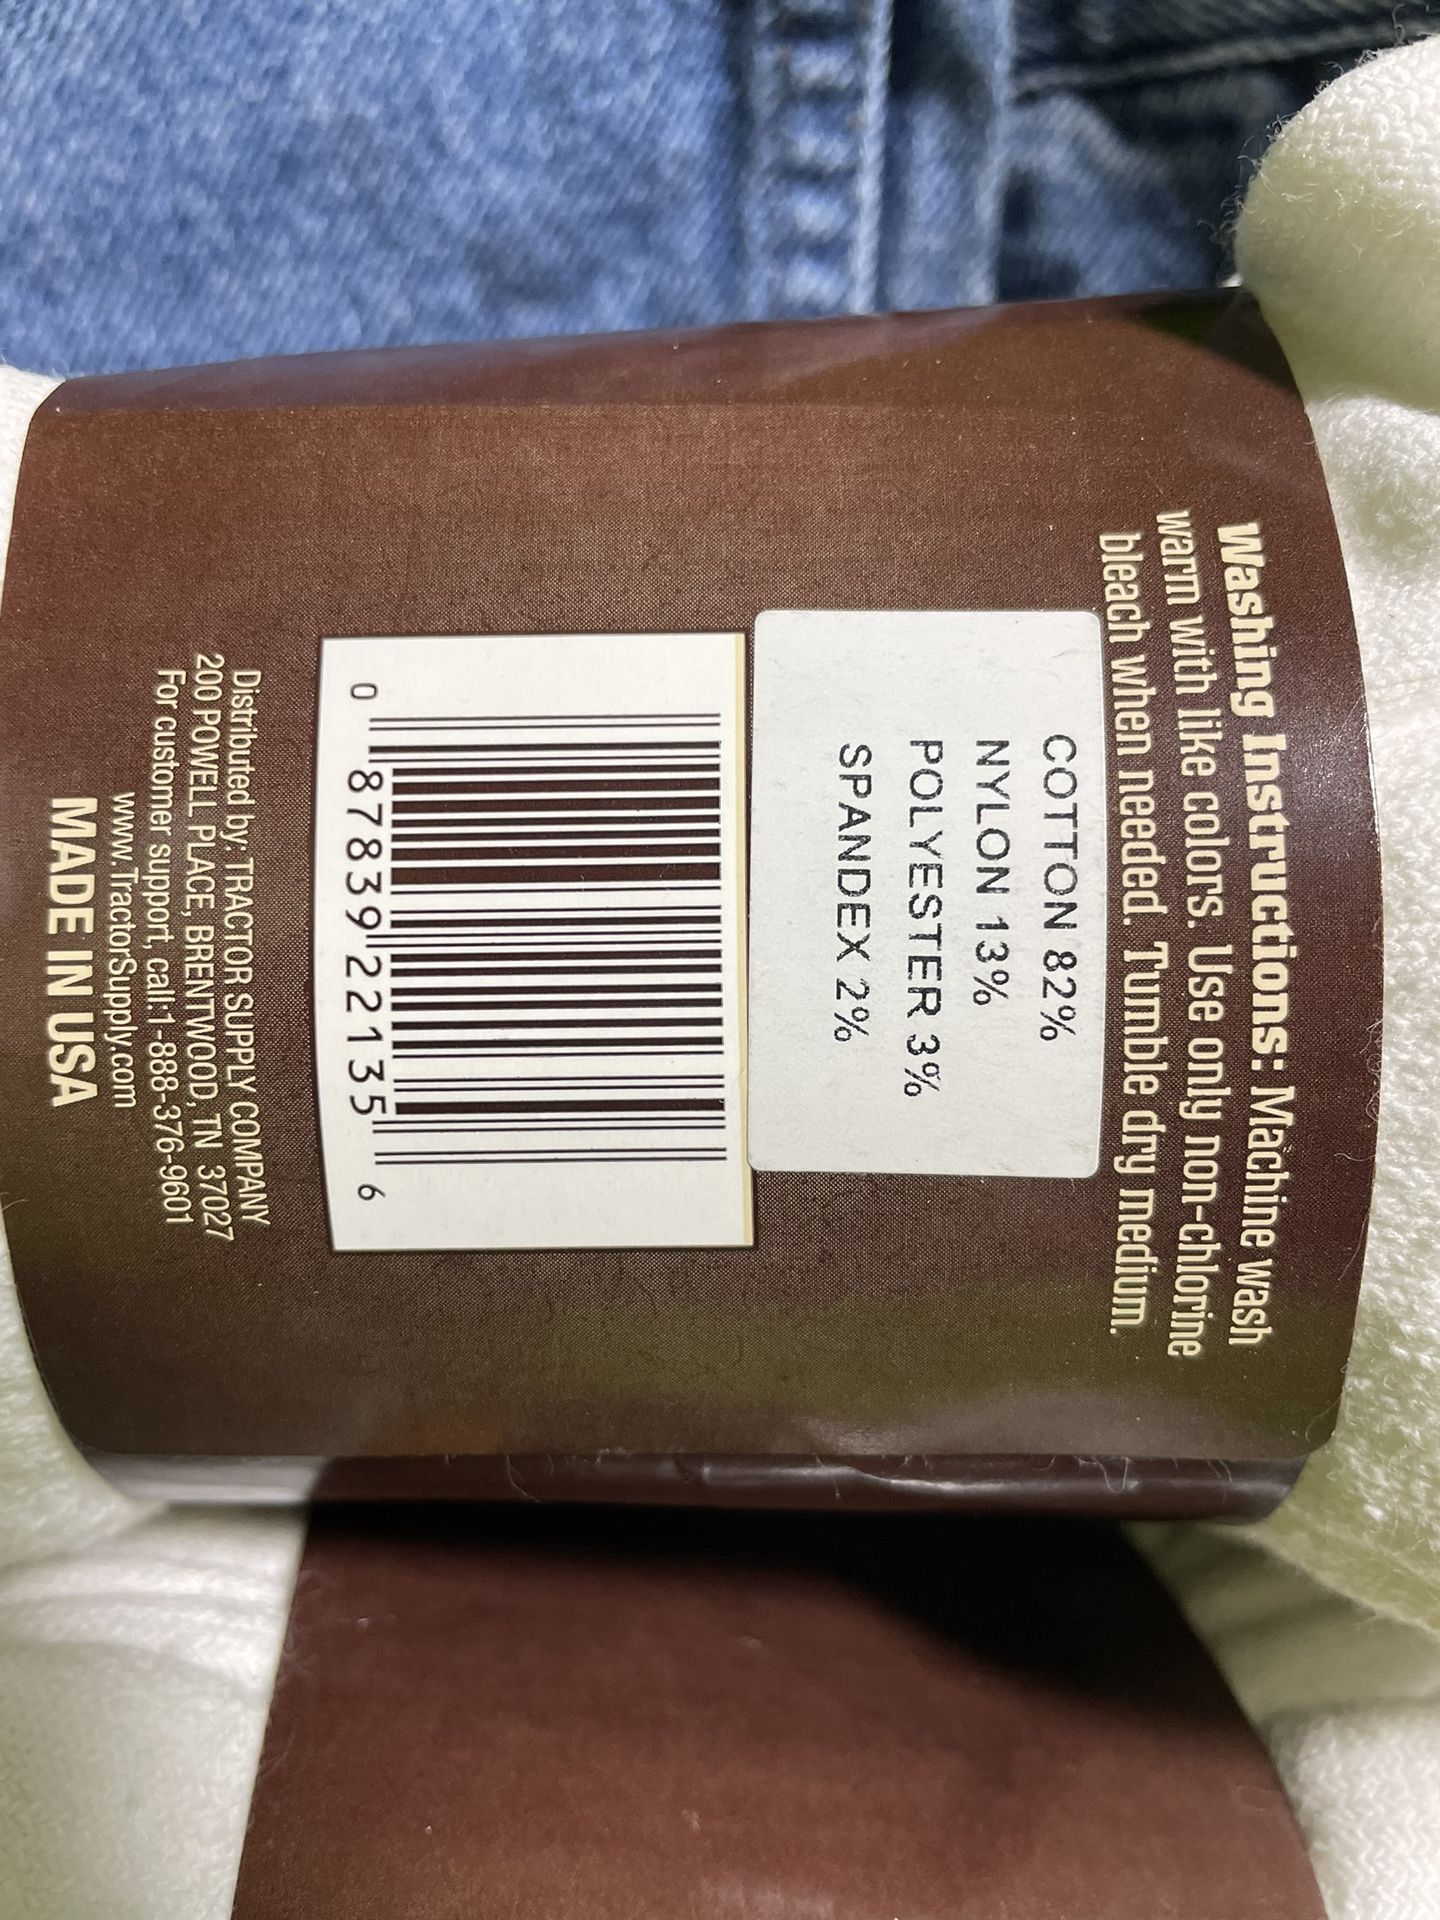 Washing Instructions: Machine wash
warm with like colors. Use only non-chlorine
bleach when needed. Tumble dry medium.
COTTON 82%
NYLON 13%
POLYESTER 3%
SPANDEX 2%
0 87839 22135 6
Distributed by: TRACTOR SUPPLY COMPANY
200 POWELL PLACE, BRENTWOOD, TN 37027
For customer support, call:1-888-376-9601
www.TractorSupply.com
MADE IN USA